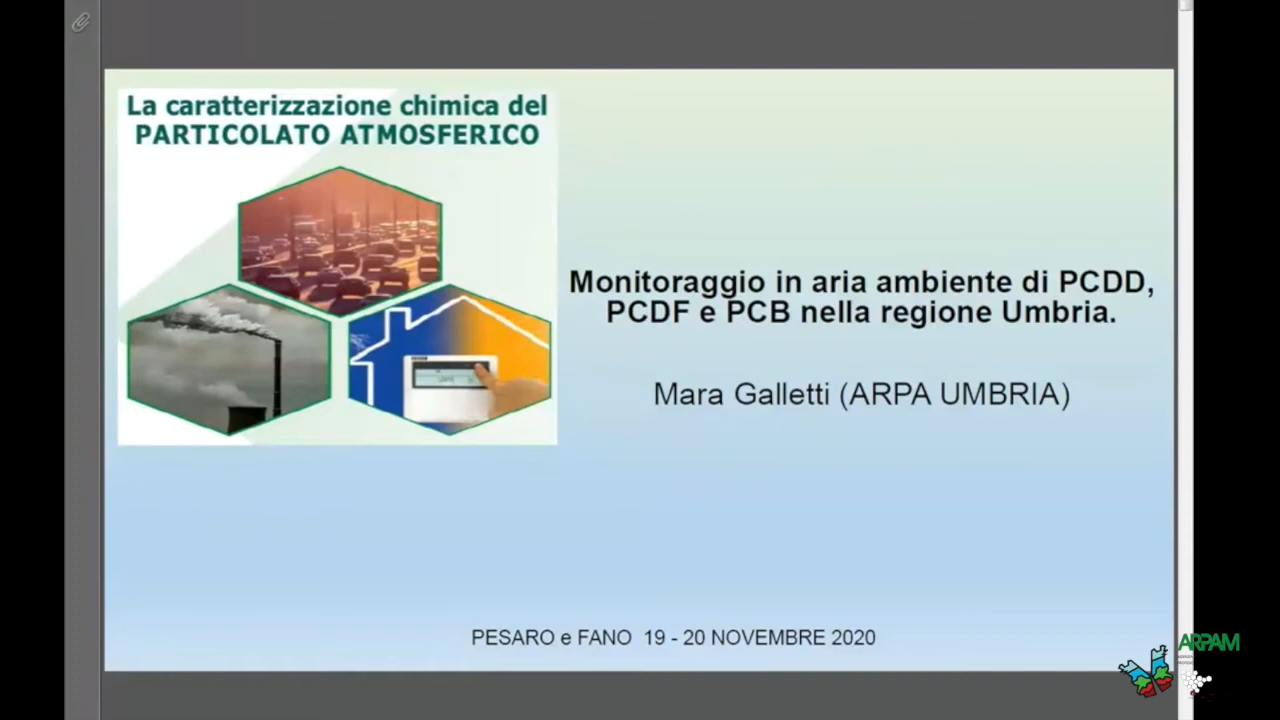 La caratterizzazione chimica del
PARTICOLATO ATMOSFERICO
Monitoraggio in aria ambiente di PCDD,
PCDF e PCB nella regione Umbria.
Mara Galletti (ARPA UMBRIA)
PESARO e FANO 19 - 20 NOVEMBRE 2020
ARPAM